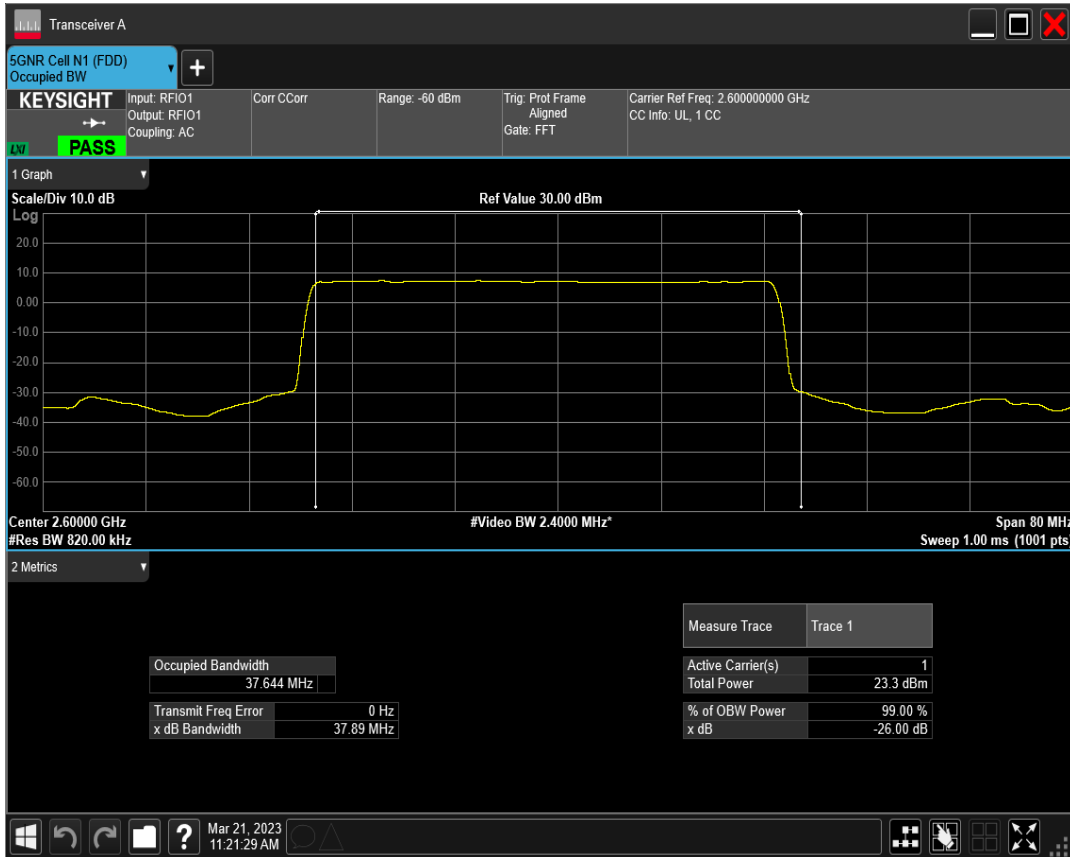 Transceiver A
5GNR Cell N1 (FDD)
Occupied BW
+
KEYSIGHT
LXI
PASS
Input: RFIO1
Output: RFIO1
Coupling: AC
Corr CCorr
Range: -60 dBm
Trig: Prot Frame
Aligned
Gate: FFT
Carrier Ref Freq: 2.600000000 GHz
CC Info: UL, 1 CC
1 Graph
Scale/Div 10.0 dB
Ref Value 30.00 dBm
Log
20.0
10.0
0.00
-10.0
-20.0
-30.0
-40.0
-50.0
-60.0
Center 2.60000 GHz
#Video BW 2.4000 MHz*
Span 80 MHz
#Res BW 820.00 kHz
Sweep 1.00 ms (1001 pts)
2 Metrics
Measure Trace Trace 1
Occupied Bandwidth
37.644 MHz
Active Carrier(s) 1
Total Power 23.3 dBm
Transmit Freq Error 0 Hz
x dB Bandwidth 37.89 MHz
% of OBW Power 99.00 %
x dB -26.00 dB
?
Mar 21, 2023
11:21:29 AM